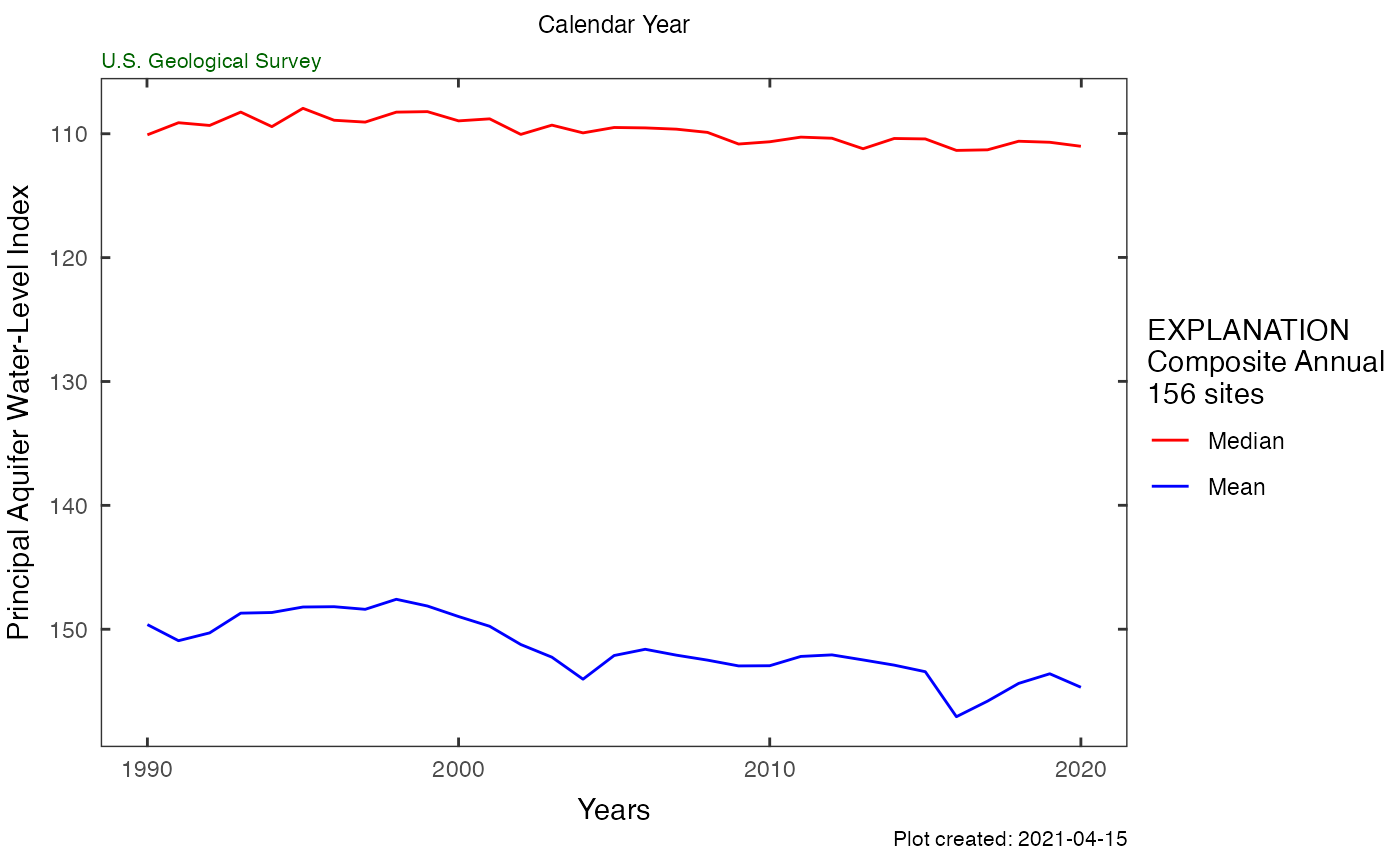 Calendar Year
U.S. Geological Survey
Principal Aquifer Water-Level Index
110
120
130
140
150
1990
2000
2010
2020
Years
EXPLANATION
Composite Annual
156 sites
Median
Mean
Plot created: 2021-04-15